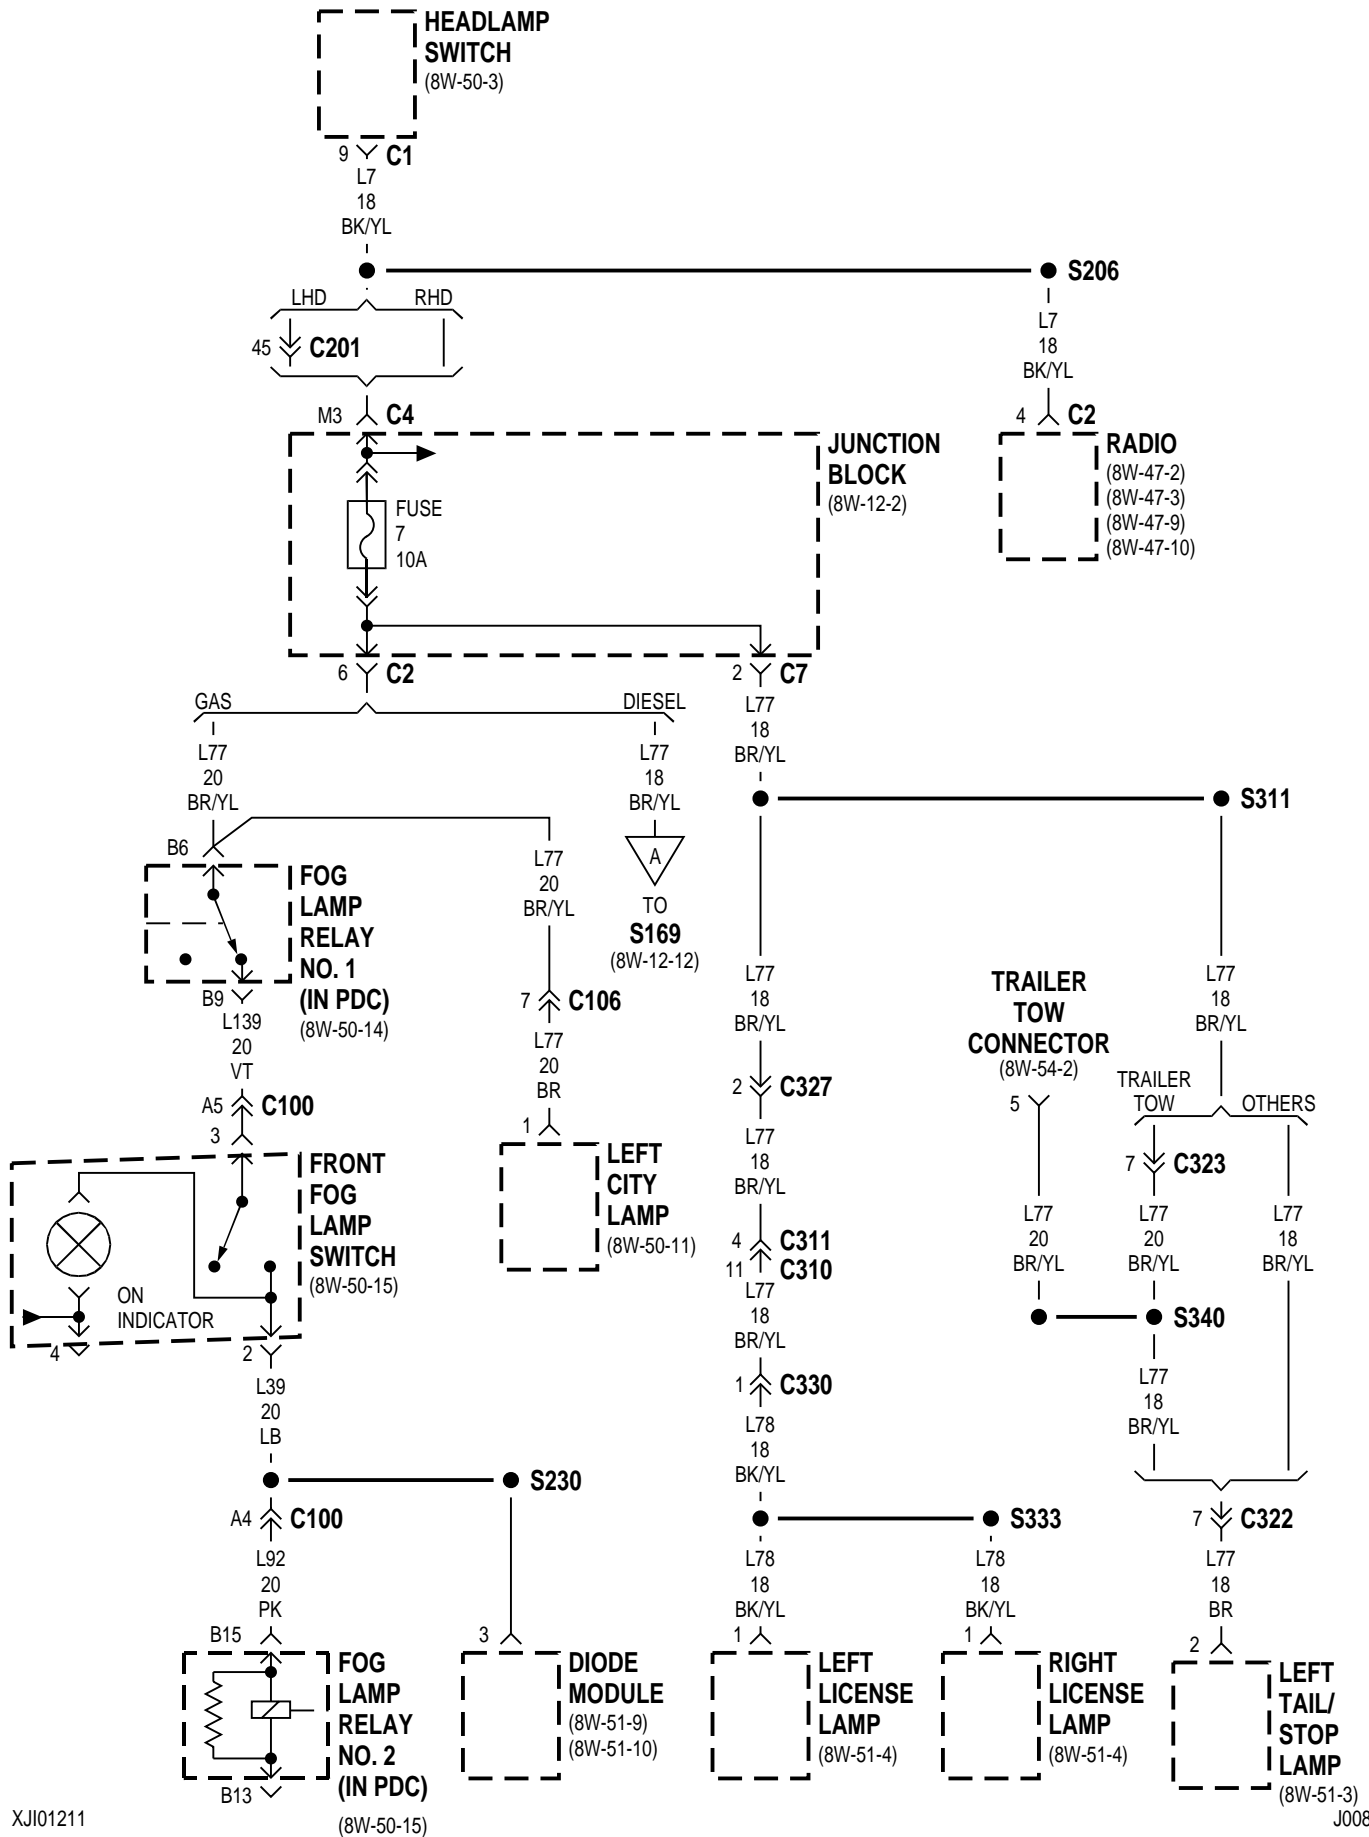 HEADLAMP
SWITCH
(8W-50-3)
9 C1
L7
18
BK/YL
S206
LHD RHD
45 C201
L7
18
BK/YL
M3 C4
4 C2
JUNCTION
BLOCK
(8W-12-2)
RADIO
(8W-47-2)
(8W-47-3)
(8W-47-9)
(8W-47-10)
FUSE
7
10A
6 C2
2 C7
GAS DIESEL
L77
20
BR/YL
L77
18
BR/YL
L77
18
BR/YL
S311
A
TO
S169
(8W-12-12)
B6
FOG
LAMP
RELAY
NO. 1
(IN PDC)
(8W-50-14)
B9
L139
20
VT
A5 C100
3
L77
20
BR/YL
7 C106
L77
20
BR
1
LEFT
CITY
LAMP
(8W-50-11)
FRONT
FOG
LAMP
SWITCH
(8W-50-15)
ON
INDICATOR
4 2
L39
20
LB
S230
A4 C100
L92
20
PK
B15
FOG
LAMP
RELAY
NO. 2
(IN PDC)
(8W-50-15)
B13
3
DIODE
MODULE
(8W-51-9)
(8W-51-10)
L77
18
BR/YL
2 C327
L77
18
BR/YL
4 C311
11 C310
L77
18
BR/YL
1 C330
L78
18
BK/YL
S333
L78
18
BK/YL
1
LEFT
LICENSE
LAMP
(8W-51-4)
L78
18
BK/YL
1
RIGHT
LICENSE
LAMP
(8W-51-4)
TRAILER
TOW
CONNECTOR
(8W-54-2)
5
L77
20
BR/YL
L77
18
BR/YL
TRAILER
TOW
OTHERS
7 C323
L77
20
BR/YL
L77
18
BR/YL
S340
L77
18
BR/YL
7 C322
L77
18
BR
2
LEFT
TAIL/
STOP
LAMP
(8W-51-3)
XJI01211
J008